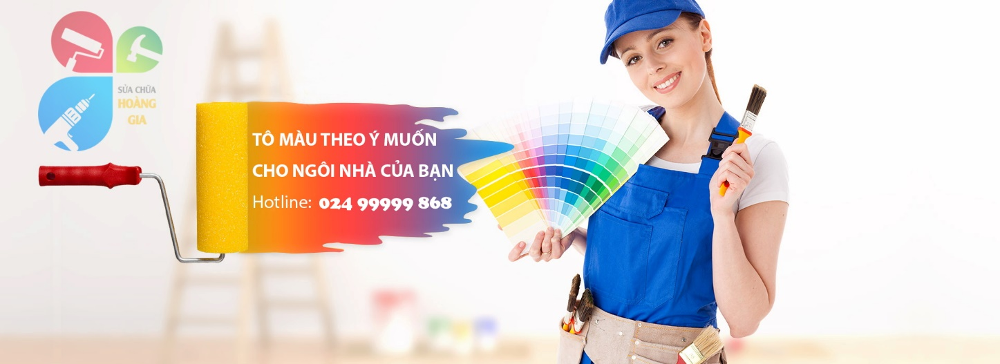 SỬA CHỮA
HOÀNG
GIA
TÔ MÀU THEO Ý MUỐN
CHO NGÔI NHÀ CỦA BẠN
Hotline: 024 99999 868